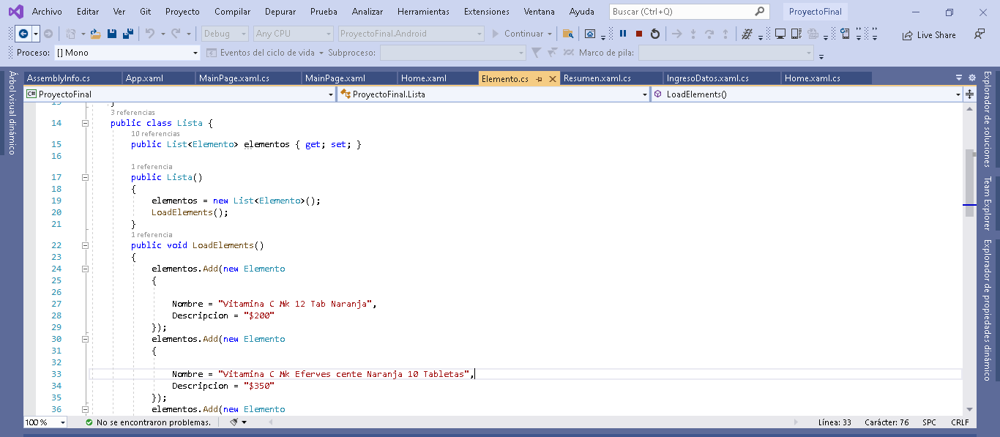 Archivo Editar Ver Git Proyecto Compilar Depurar Prueba Analizar Herramientas Extensiones Ventana Ayuda Buscar (Ctrl+Q) ProyectoFinal
Debug Any CPU ProyectoFinal.Android Continuar Live Share
Proceso: [] Mono Eventos del ciclo de vida Subproceso: Marco de pila:
AssemblyInfo.cs App.xaml MainPage.xaml.cs MainPage.xaml Home.xaml Elemento.cs Resumen.xaml.cs IngresoDatos.xaml.cs Home.xaml.cs
C# ProyectoFinal ProyectoFinal.Lista LoadElements()
Árbol visual dinámico
Explorador de soluciones
Team Explorer
Explorador de propiedades dinámico
13 }
3 referencias
14 public class Lista {
10 referencias
15 public List<Elemento> elementos { get; set; }
16
1 referencia
17 public Lista()
18 {
19 elementos = new List<Elemento>();
20 LoadElements();
21 }
1 referencia
22 public void LoadElements()
23 {
24 elementos.Add(new Elemento
25 {
26
27 Nombre = "Vitamina C Mk 12 Tab Naranja",
28 Descripcion = "$200"
29 });
30 elementos.Add(new Elemento
31 {
32
33 Nombre = "Vitamina C Mk Eferves cente Naranja 10 Tabletas",
34 Descripcion = "$350"
35 });
36 elementos.Add(new Elemento
100 % No se encontraron problemas. Línea: 33 Carácter: 76 SPC CRLF